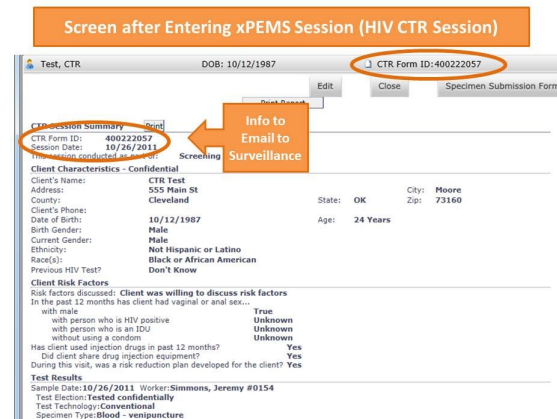 Screen after Entering xPEMS Session (HIV CTR Session)
Test, CTR DOB: 10/12/1987 CTR Form ID:400222057
Edit Close Specimen Submission Form
Print Report
CTR Session Summary Print
Info to Email to Surveillance
CTR Form ID: 400222057
Session Date: 10/26/2011
This session conducted as part of: Screening
Client Characteristics - Confidential
Client's Name: CTR Test
Address: 555 Main St City: Moore
County: Cleveland State: OK Zip: 73160
Client's Phone:
Date of Birth: 10/12/1987 Age: 24 Years
Birth Gender: Male
Current Gender: Male
Ethnicity: Not Hispanic or Latino
Race(s): Black or African American
Previous HIV Test? Don't Know
Client Risk Factors
Risk factors discussed: Client was willing to discuss risk factors
In the past 12 months has client had vaginal or anal sex...
with male True
with person who is HIV positive Unknown
with person who is an IDU Unknown
without using a condom Unknown
Has client used injection drugs in past 12 months? Yes
Did client share drug injection equipment? Yes
During this visit, was a risk reduction plan developed for the client? Yes
Test Results
Sample Date:10/26/2011 Worker:Simmons, Jeremy #0154
Test Election:Tested confidentially
Test Technology:Conventional
Specimen Type:Blood - venipuncture